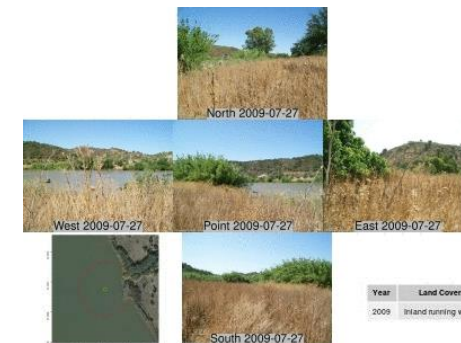 North 2009-07-27
West 2009-07-27
Point 2009-07-27
East 2009-07-27
South 2009-07-27
Year Land Cover
2009 Inland running w